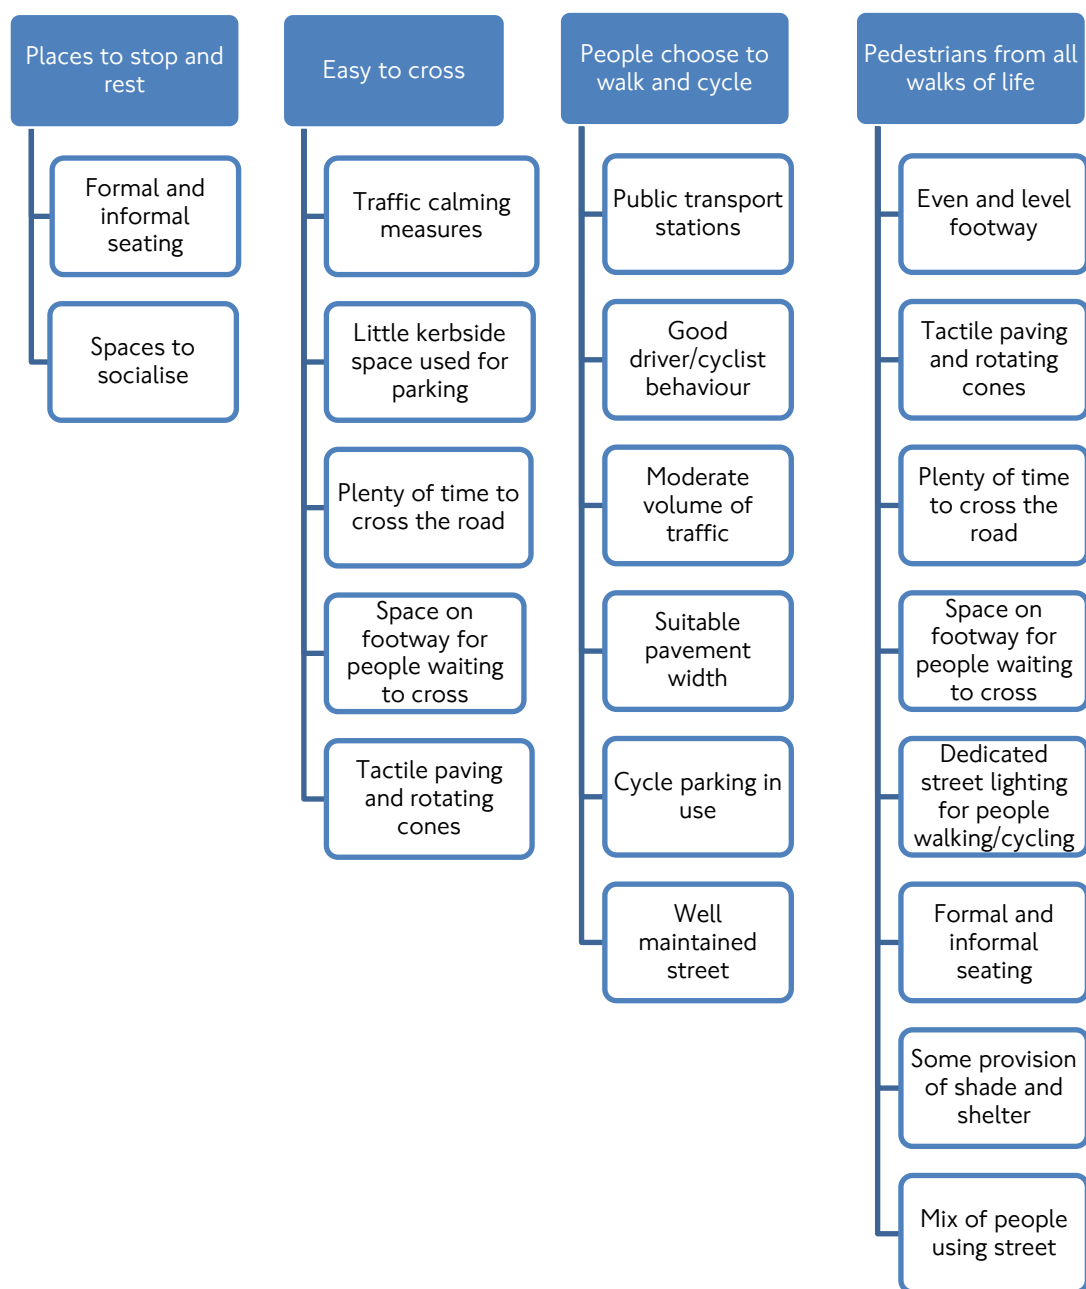 Places to stop and
rest
Formal and
informal
seating
Spaces to
socialise
Easy to cross
Traffic calming
measures
Little kerbside
space used for
parking
Plenty of time to
cross the road
Space on
footway for
people waiting
to cross
Tactile paving
and rotating
cones
People choose to
walk and cycle
Public transport
stations
Good
driver/cyclist
behaviour
Moderate
volume of
traffic
Suitable
pavement
width
Cycle parking in
use
Well
maintained
street
Pedestrians from all
walks of life
Even and level
footway
Tactile paving
and rotating
cones
Plenty of time
to cross the
road
Space on
footway for
people waiting
to cross
Dedicated
street lighting
for people
walking/cycling
Formal and
informal
seating
Some provision
of shade and
shelter
Mix of people
using street